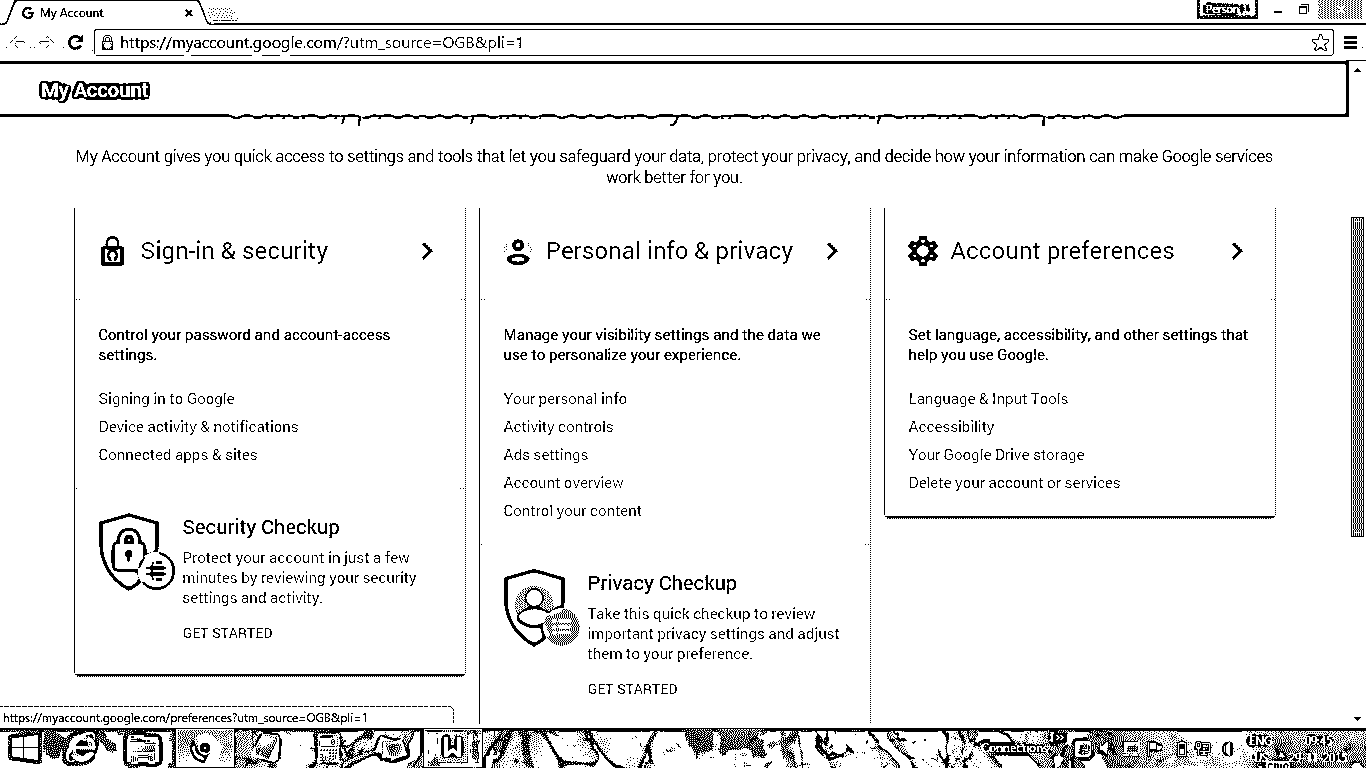 My Account
Person 1
https://myaccount.google.com/?utm_source=OGB&pli=1
My Account
My Account gives you quick access to settings and tools that let you safeguard your data, protect your privacy, and decide how your information can make Google services
work better for you.
Sign-in & security
Control your password and account-access
settings.
Signing in to Google
Device activity & notifications
Connected apps & sites
Security Checkup
Protect your account in just a few
minutes by reviewing your security
settings and activity.
GET STARTED
Personal info & privacy
Manage your visibility settings and the data we
use to personalize your experience.
Your personal info
Activity controls
Ads settings
Account overview
Control your content
Privacy Checkup
Take this quick checkup to review
important privacy settings and adjust
them to your preference.
GET STARTED
Account preferences
Set language, accessibility, and other settings that
help you use Google.
Language & Input Tools
Accessibility
Your Google Drive storage
Delete your account or services
https://myaccount.google.com/preferences?utm_source=OGB&pli=1
Connection
ENG
19:45